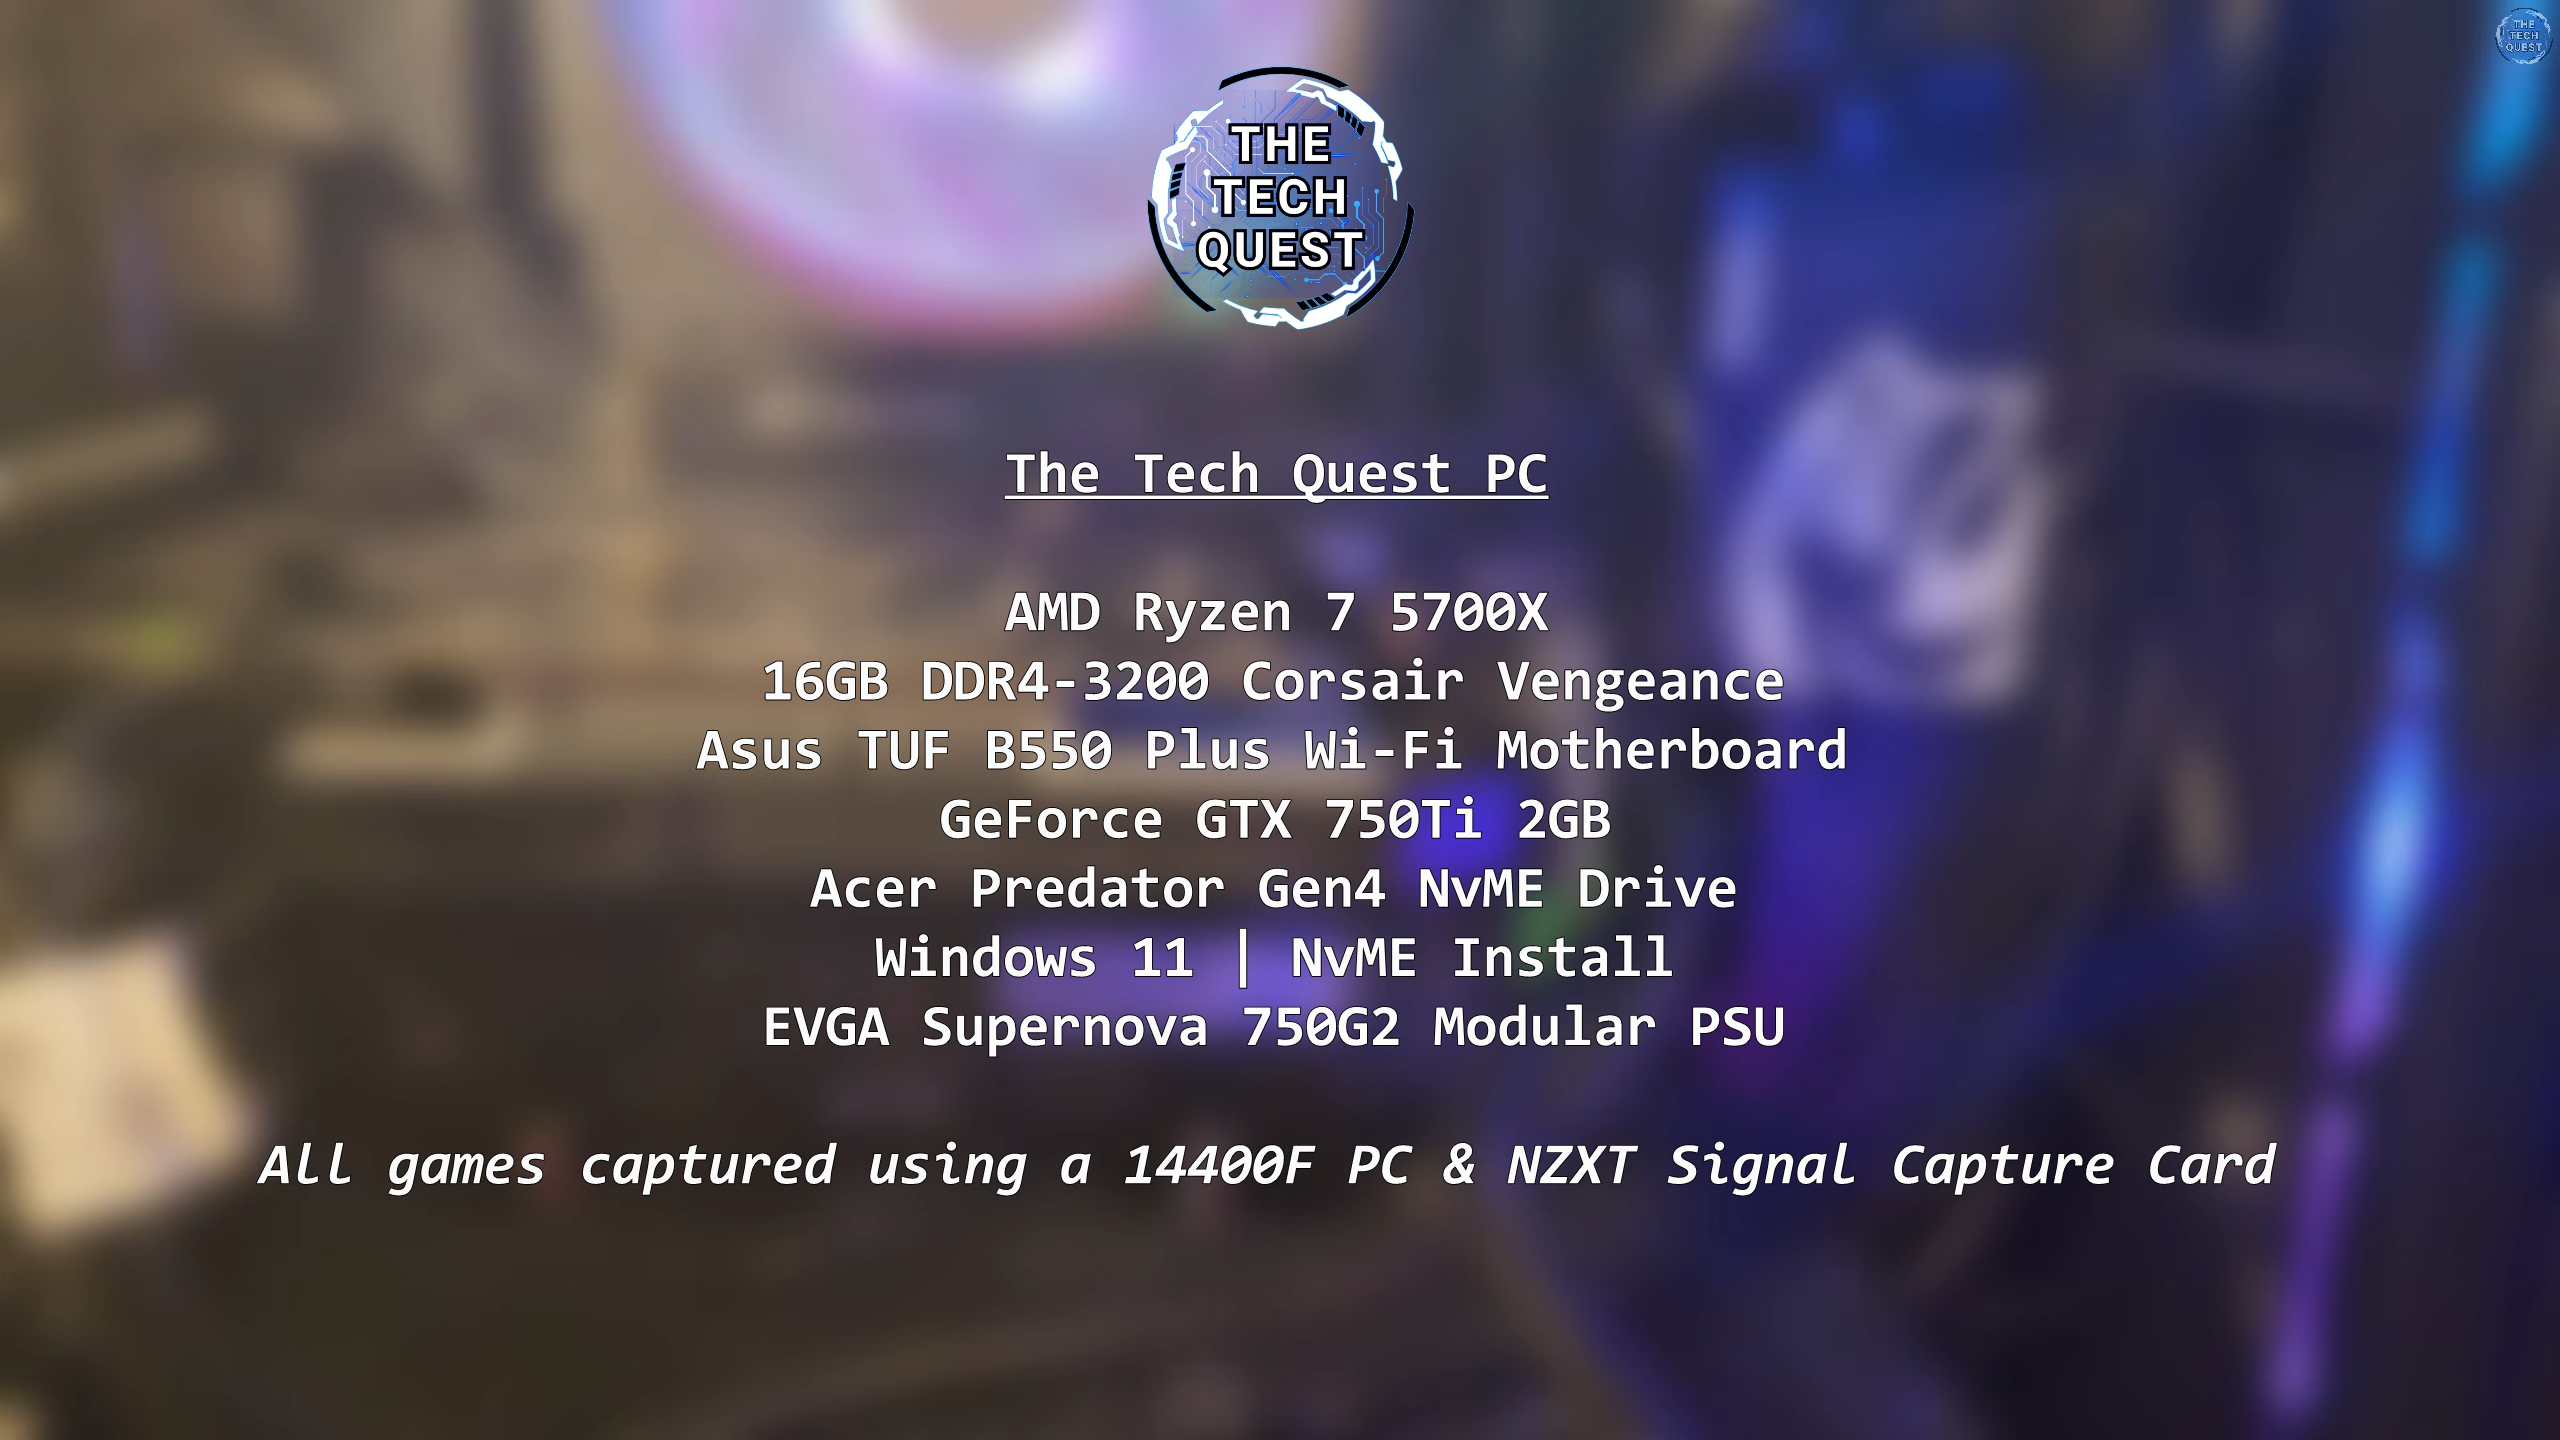 THE
TECH
QUEST
THE
TECH
QUEST
The Tech Quest PC
AMD Ryzen 7 5700X
16GB DDR4-3200 Corsair Vengeance
Asus TUF B550 Plus Wi-Fi Motherboard
GeForce GTX 750Ti 2GB
Acer Predator Gen4 NvME Drive
Windows 11 | NvME Install
EVGA Supernova 750G2 Modular PSU
All games captured using a 14400F PC & NZXT Signal Capture Card